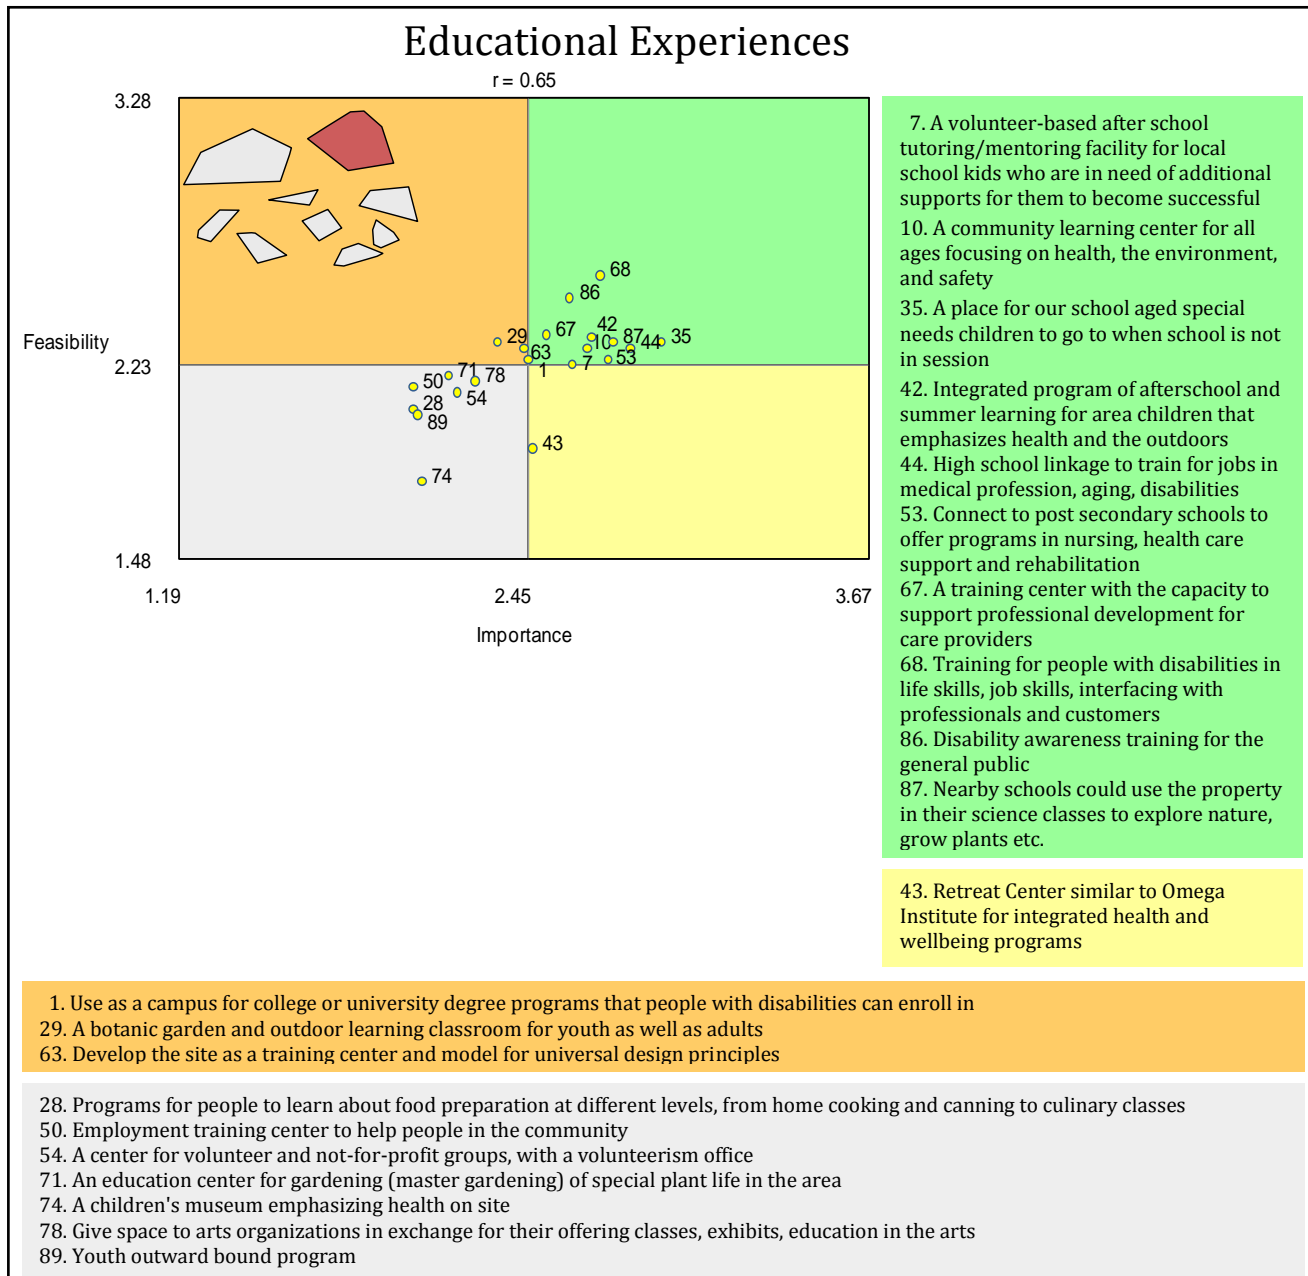 Educational Experiences
r = 0.65
3.28
68
86
67
42
29
87
35
Feasibility
10
44
63
2.23
1
7
53
71
78
50
54
28
89
43
74
1.48
1.19
2.45
3.67
Importance
7. A volunteer-based after school
tutoring/mentoring facility for local
school kids who are in need of additional
supports for them to become successful
10. A community learning center for all
ages focusing on health, the environment,
and safety
35. A place for our school aged special
needs children to go to when school is not
in session
42. Integrated program of afterschool and
summer learning for area children that
emphasizes health and the outdoors
44. High school linkage to train for jobs in
medical profession, aging, disabilities
53. Connect to post secondary schools to
offer programs in nursing, health care
support and rehabilitation
67. A training center with the capacity to
support professional development for
care providers
68. Training for people with disabilities in
life skills, job skills, interfacing with
professionals and customers
86. Disability awareness training for the
general public
87. Nearby schools could use the property
in their science classes to explore nature,
grow plants etc.
43. Retreat Center similar to Omega
Institute for integrated health and
wellbeing programs
1. Use as a campus for college or university degree programs that people with disabilities can enroll in
29. A botanic garden and outdoor learning classroom for youth as well as adults
63. Develop the site as a training center and model for universal design principles
28. Programs for people to learn about food preparation at different levels, from home cooking and canning to culinary classes
50. Employment training center to help people in the community
54. A center for volunteer and not-for-profit groups, with a volunteerism office
71. An education center for gardening (master gardening) of special plant life in the area
74. A children's museum emphasizing health on site
78. Give space to arts organizations in exchange for their offering classes, exhibits, education in the arts
89. Youth outward bound program